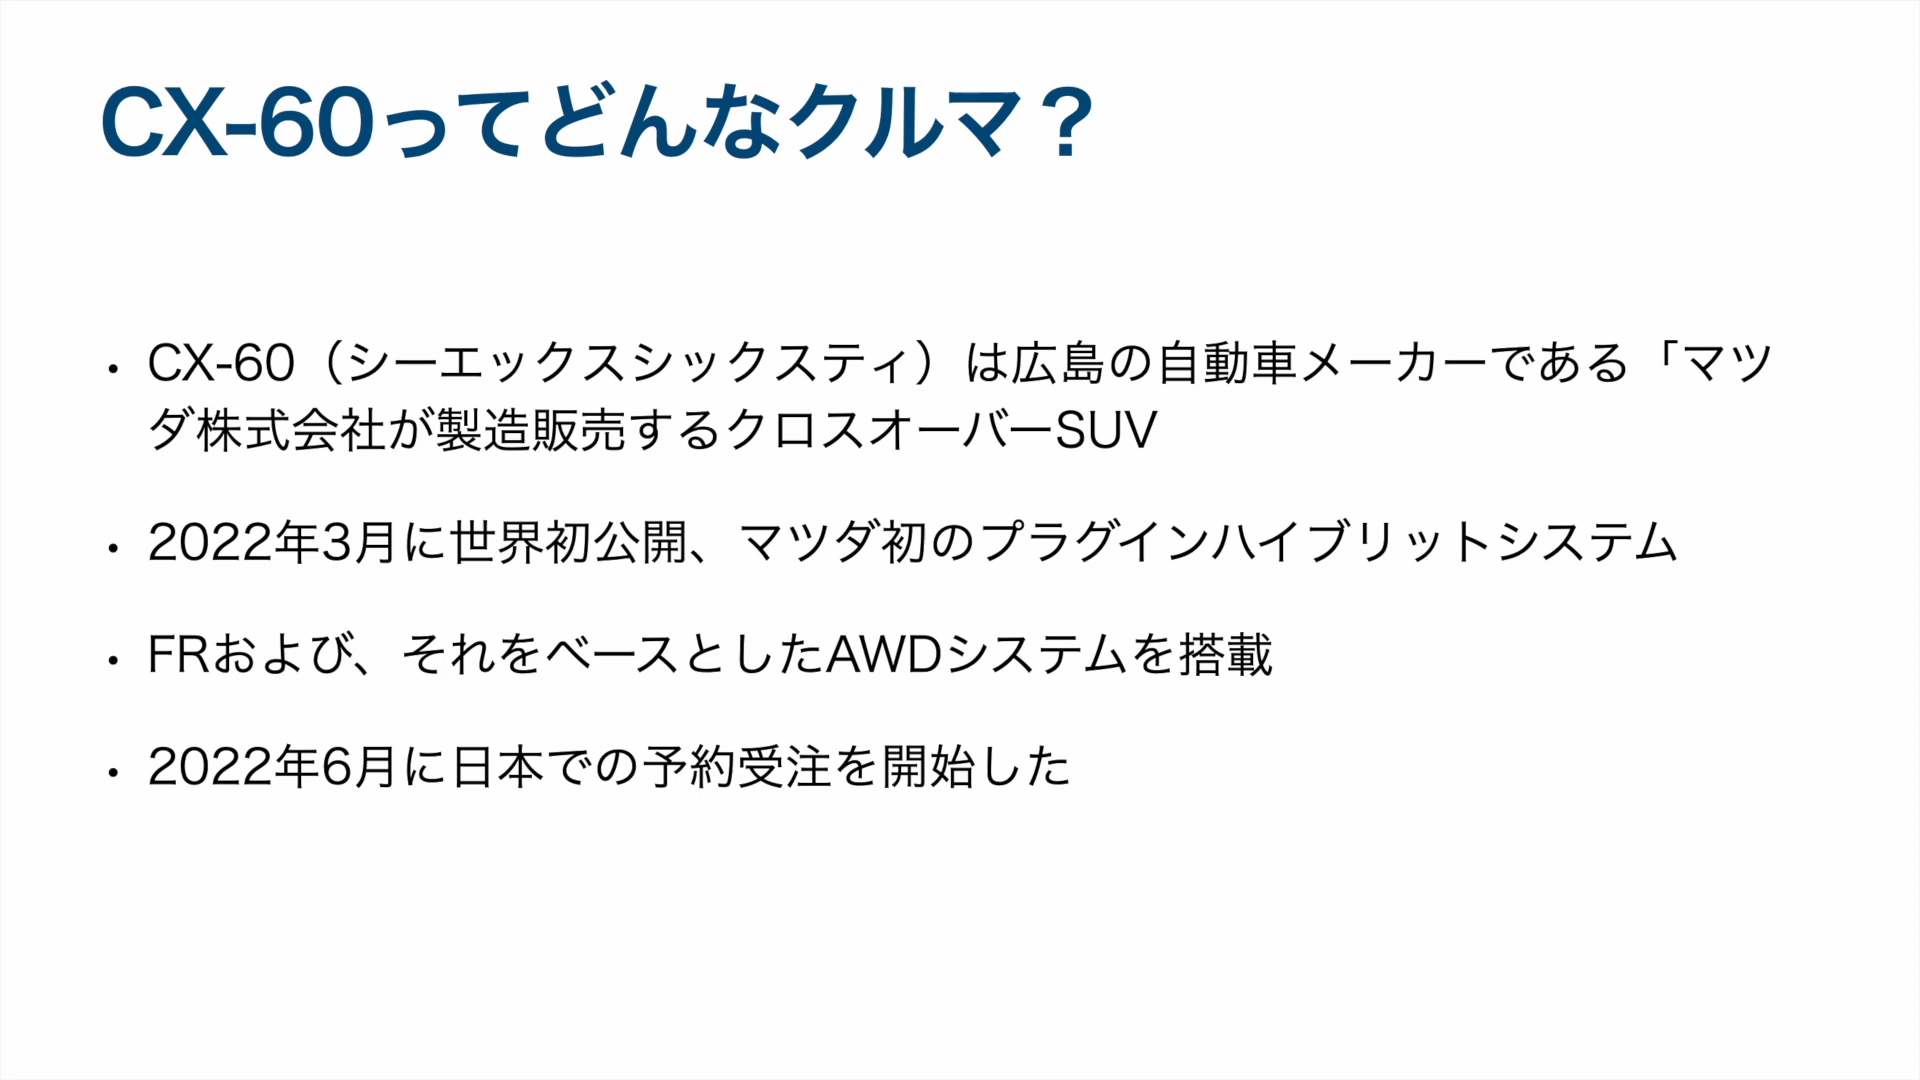 CX-60ってどんなクルマ？
・CX-60（シーエックスシックスティ）は広島の自動車メーカーである「マツ
ダ株式会社が製造販売するクロスオーバーSUV
・2022年3月に世界初公開、マツダ初のプラグインハイブリットシステム
・FRおよび、それをベースとしたAWDシステムを搭載
・2022年6月に日本での予約受注を開始した